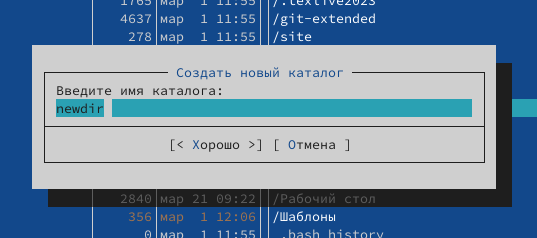 1765 мар 1 11:55 /.texlive2023
4637 мар 1 11:55 /git-extended
278 мар 1 11:55 /site
Создать новый каталог
Введите имя каталога:
newdir
[< Хорошо >] [ Отмена ]
2840 мар 21 09:22 /Рабочий стол
356 мар 1 12:06 /Шаблоны
0 мар 1 11:55 .bash_history